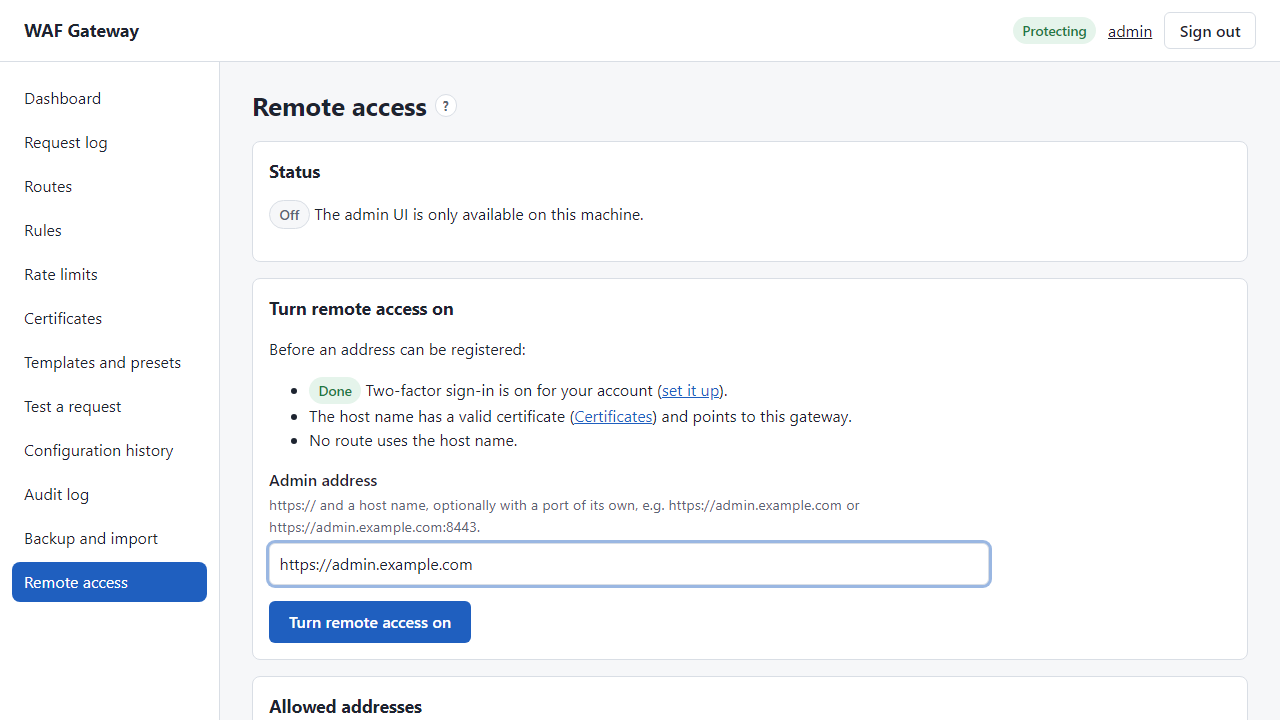 WAF Gateway
Protecting
admin
Sign out
Dashboard
Request log
Routes
Rules
Rate limits
Certificates
Templates and presets
Test a request
Configuration history
Audit log
Backup and import
Remote access
Remote access ?
Status
Off The admin UI is only available on this machine.
Turn remote access on
Before an address can be registered:
Done Two-factor sign-in is on for your account (set it up).
The host name has a valid certificate (Certificates) and points to this gateway.
No route uses the host name.
Admin address
https:// and a host name, optionally with a port of its own, e.g. https://admin.example.com or
https://admin.example.com:8443.
https://admin.example.com
Turn remote access on
Allowed addresses